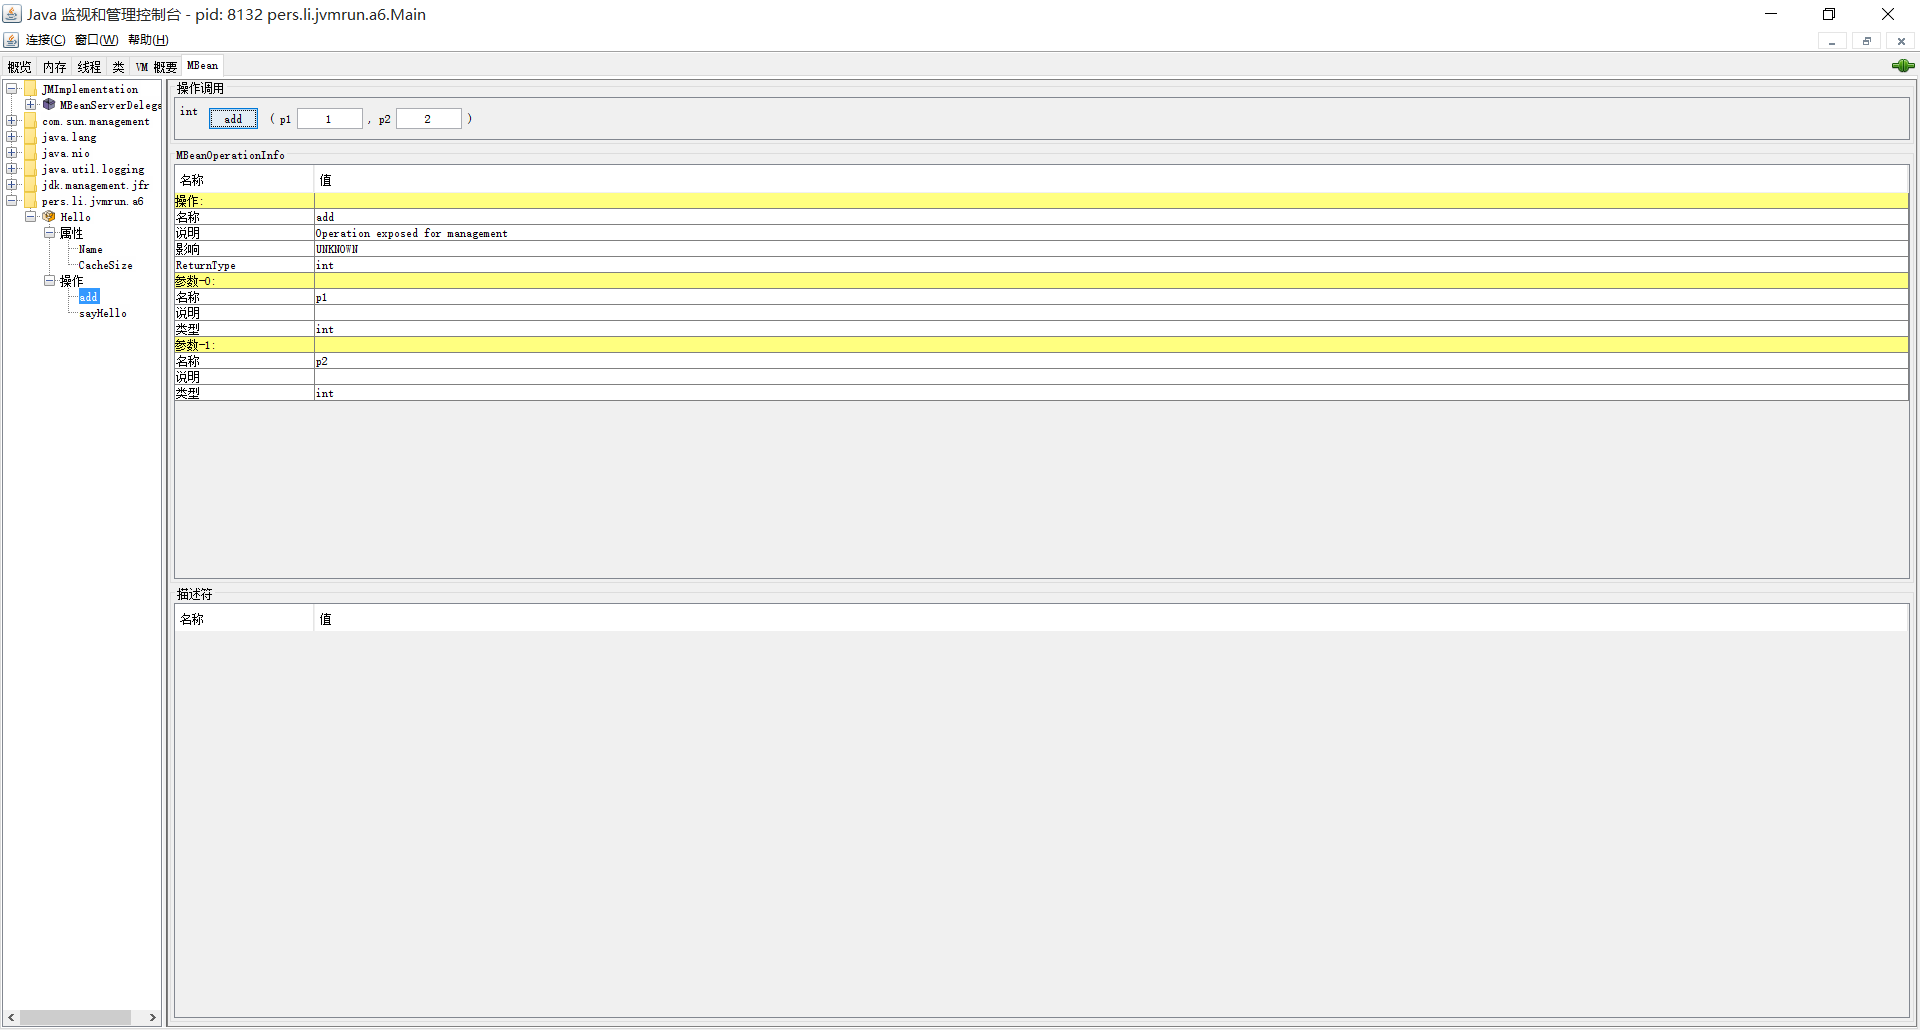 Java 监视和管理控制台 - pid: 8132 pers.li.jvmrun.a6.Main
连接(C) 窗口(W) 帮助(H)
概览 内存 线程 类 VM 概要 MBean
JMImplementation
MBeanServerDelega
com.sun.management
java.lang
java.nio
java.util.logging
jdk.management.jfr
pers.li.jvmrun.a6
Hello
属性
Name
CacheSize
操作
add
sayHello
操作调用
int add ( p1 1 , p2 2 )
MBeanOperationInfo
名称 值
操作:
名称 add
说明 Operation exposed for management
影响 UNKNOWN
ReturnType int
参数-0:
名称 p1
说明
类型 int
参数-1:
名称 p2
说明
类型 int
描述符
名称 值